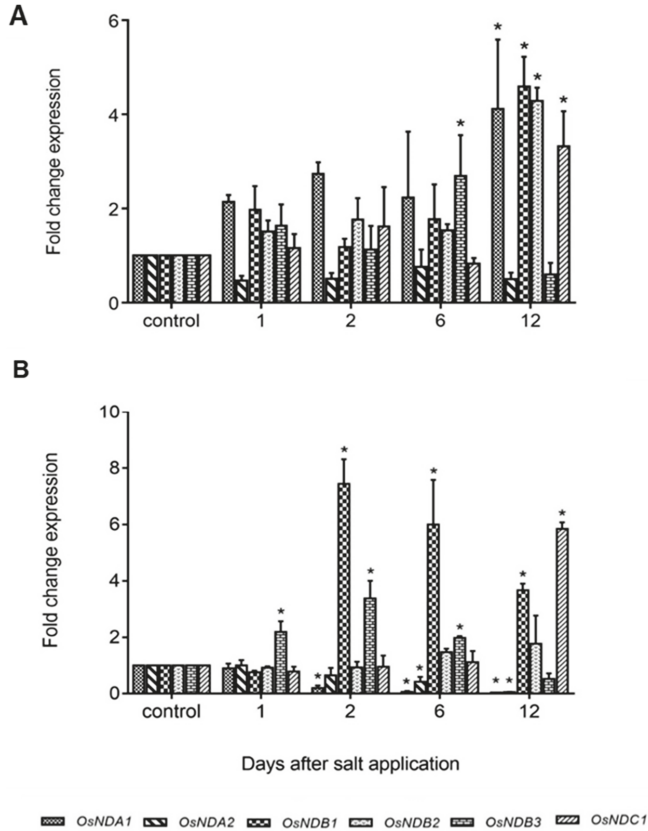 A
6
4
2
0
Fold change expression
* * * * *
control 1 2 6 12
B
10
8
6
4
2
0
Fold change expression
* * * * * * * * * * * *
control 1 2 6 12
Days after salt application
OsNDA1 OsNDA2 OsNDB1 OsNDB2 OsNDB3 OsNDC1